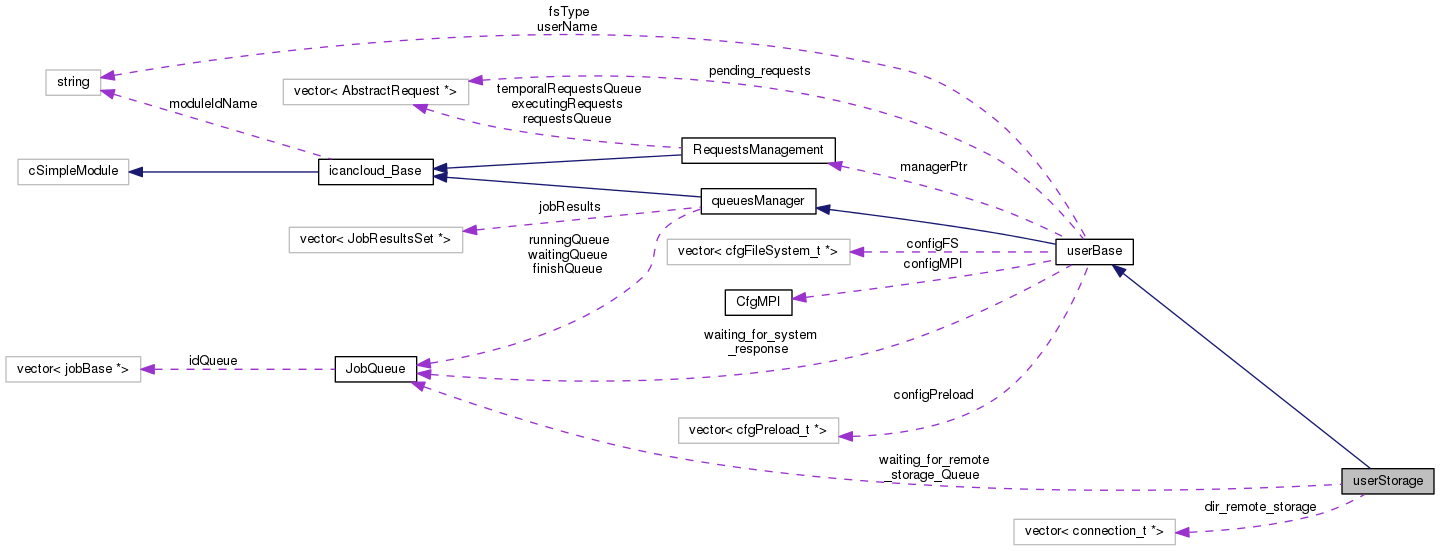 fsType
userName
string
pending_requests
vector< AbstractRequest *>
temporalRequestsQueue
executingRequests
requestsQueue
moduleIdName
RequestsManagement
managerPtr
cSimpleModule
icancloud_Base
queuesManager
jobResults
vector< JobResultsSet *>
runningQueue
waitingQueue
finishQueue
configFS
vector< cfgFileSystem_t *>
userBase
configMPI
CfgMPI
waiting_for_system
_response
idQueue
vector< jobBase *>
JobQueue
configPreload
vector< cfgPreload_t *>
waiting_for_remote
_storage_Queue
userStorage
dir_remote_storage
vector< connection_t *>